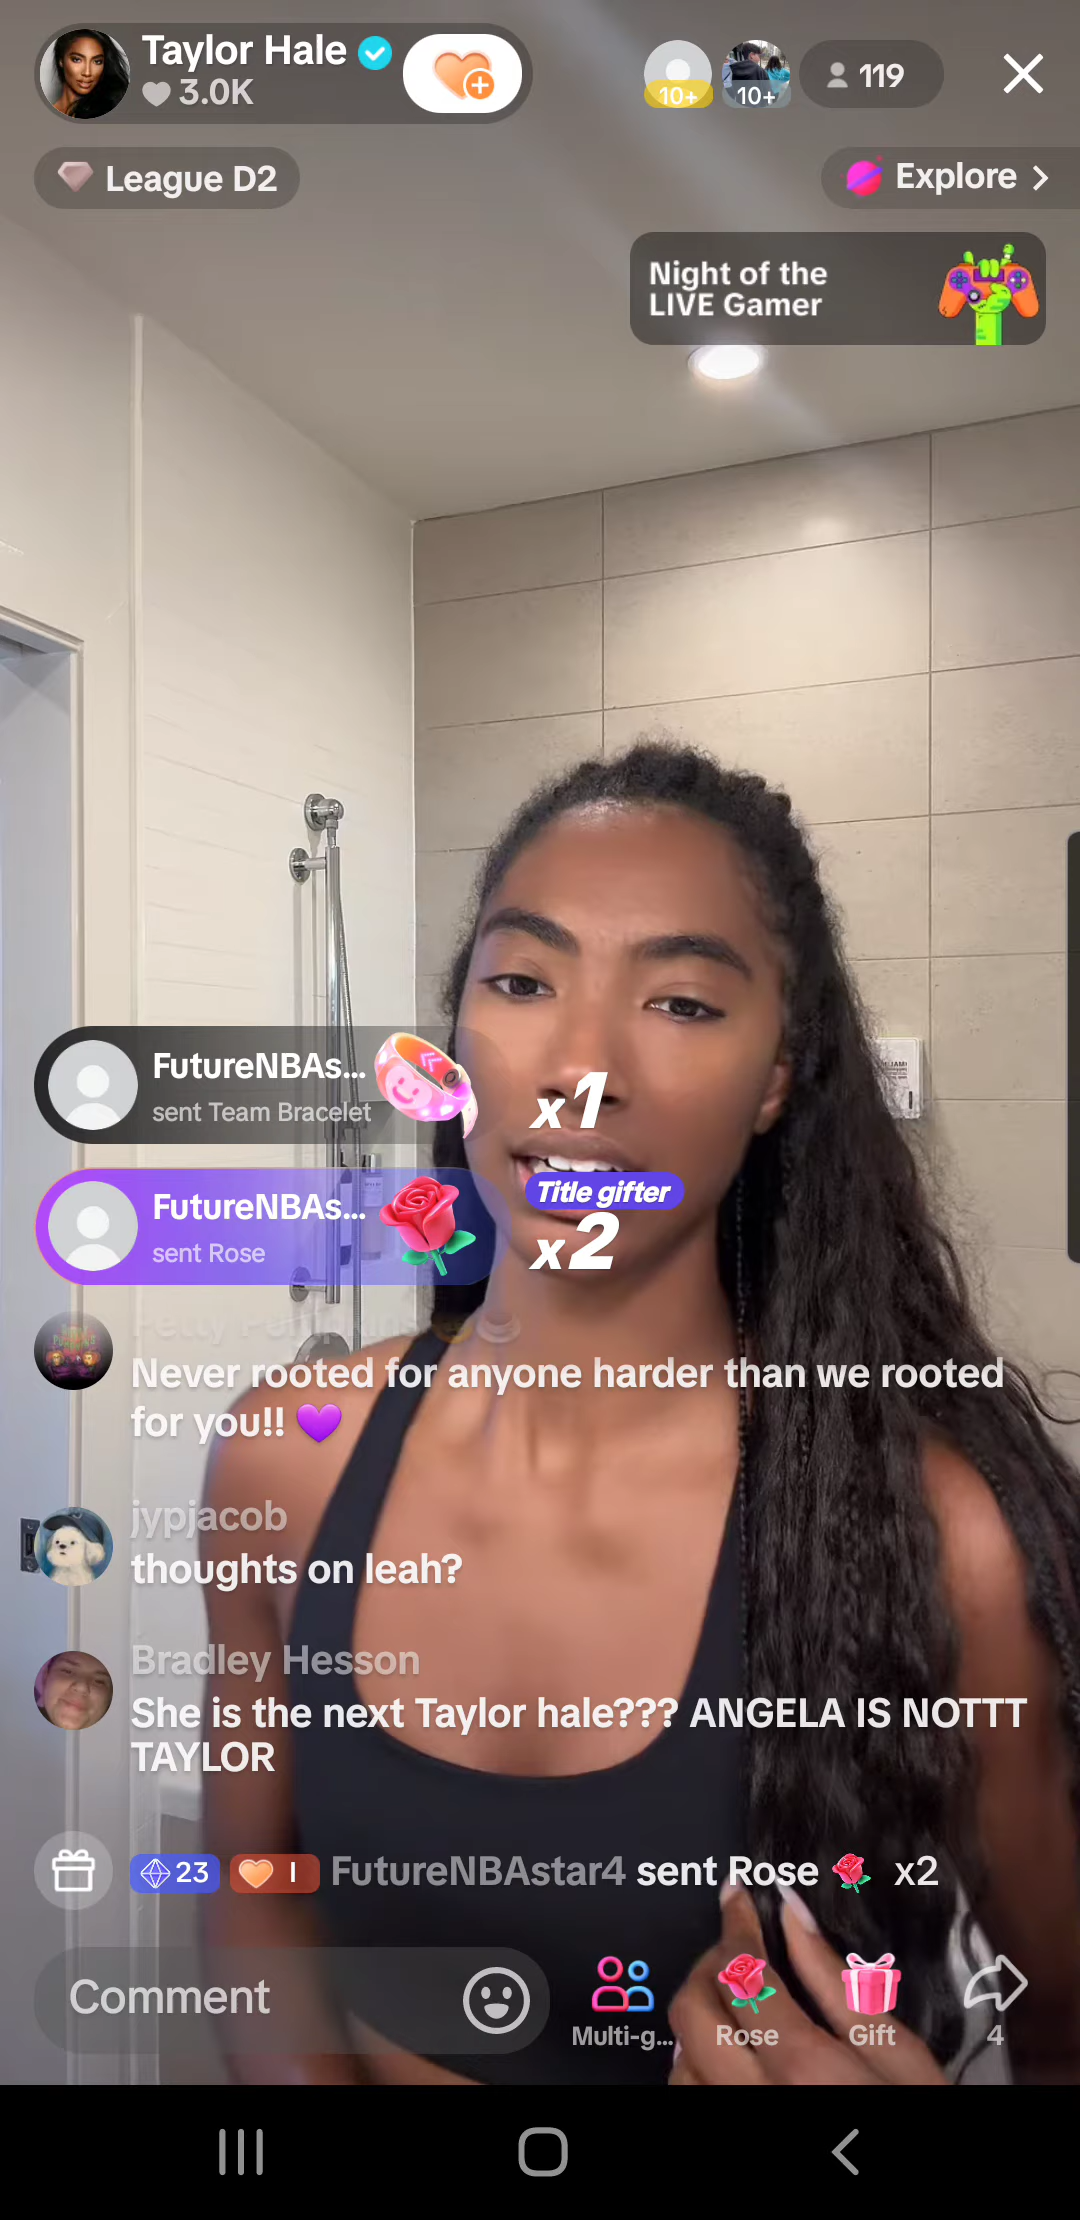 Taylor Hale
3.0K
10+
10+
119
League D2
Explore
Night of the
LIVE Gamer
FutureNBAs...
sent Team Bracelet
x1
FutureNBAs...
sent Rose
Title gifter
x2
Never rooted for anyone harder than we rooted
for you!! 💜
jypjacob
thoughts on leah?
Bradley Hesson
She is the next Taylor hale??? ANGELA IS NOTTT
TAYLOR
23 I FutureNBAstar4 sent Rose 🌹 x2
Comment
Multi-g...
Rose
Gift
4